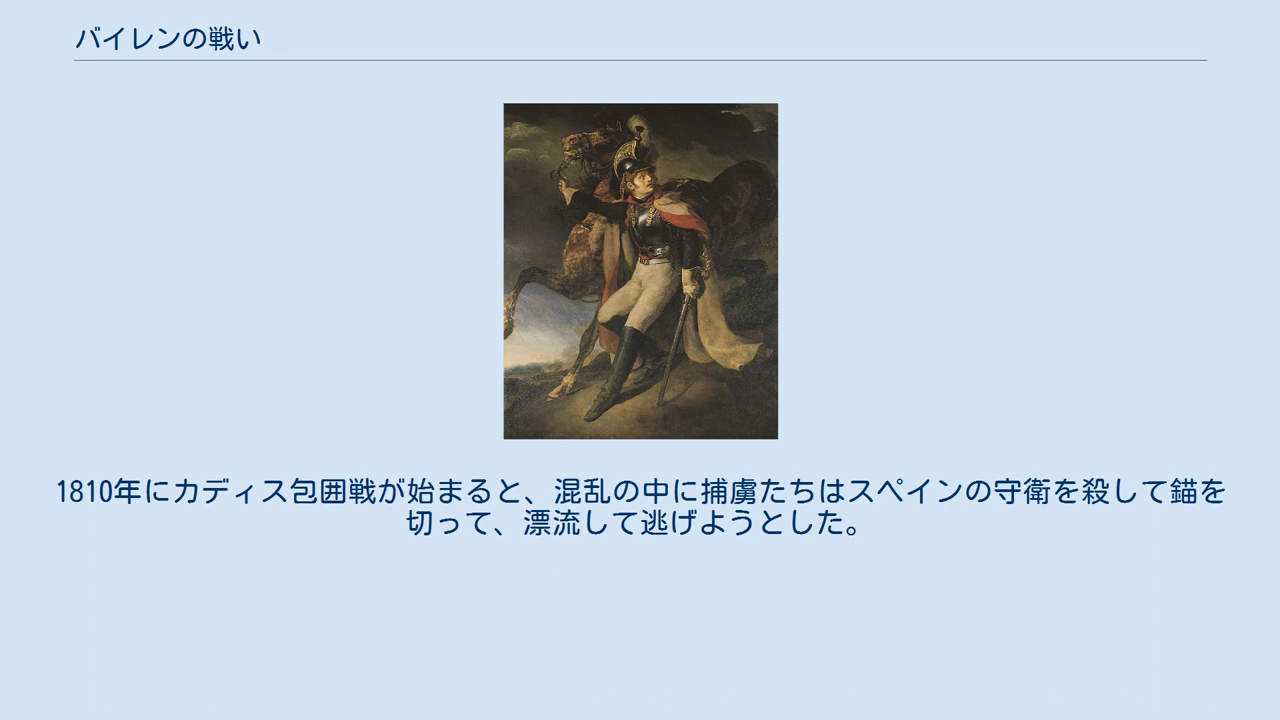 バイレンの戦い
1810年にカディス包囲戦が始まると、混乱の中に捕虜たちはスペインの守衛を殺して錨を
切って、漂流して逃げようとした。